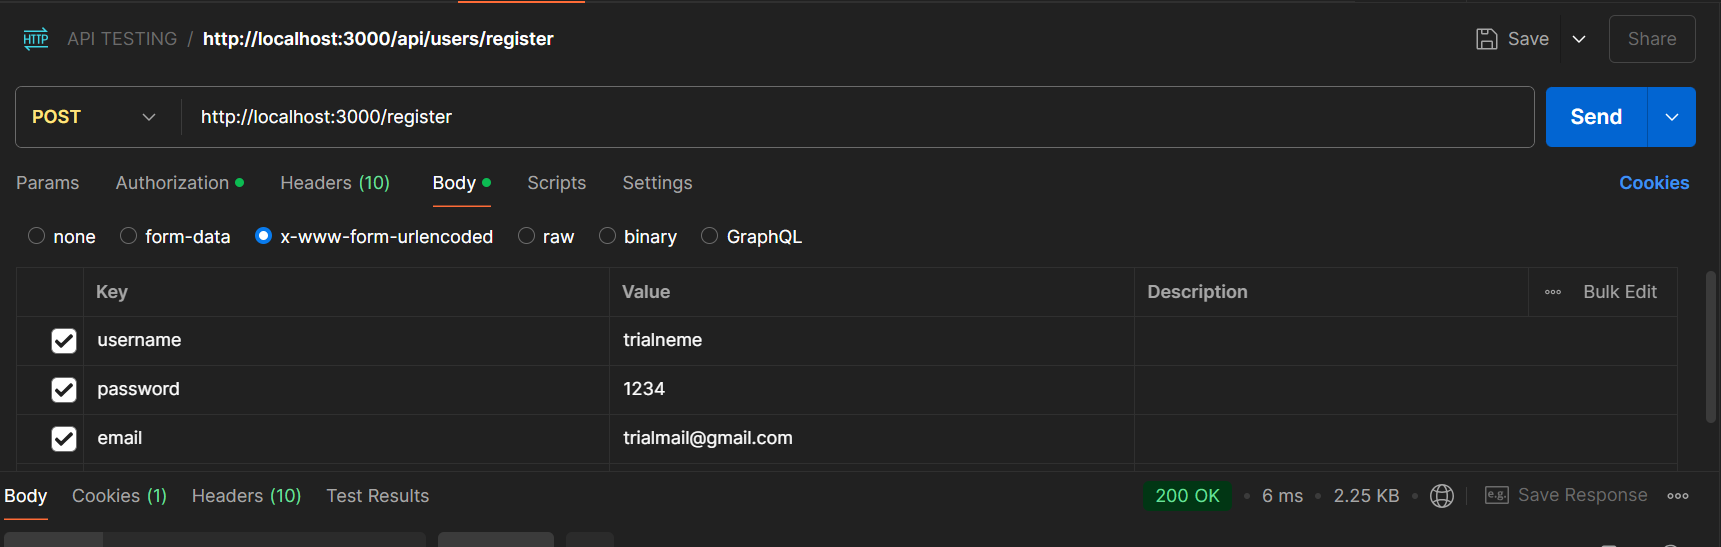 HTTP API TESTING / http://localhost:3000/api/users/register Save Share
POST http://localhost:3000/register Send
Params Authorization Headers (10) Body Scripts Settings Cookies
none form-data x-www-form-urlencoded raw binary GraphQL
Key Value Description Bulk Edit
username trialneme
password 1234
email trialmail@gmail.com
Body Cookies (1) Headers (10) Test Results 200 OK 6 ms 2.25 KB e.g. Save Response